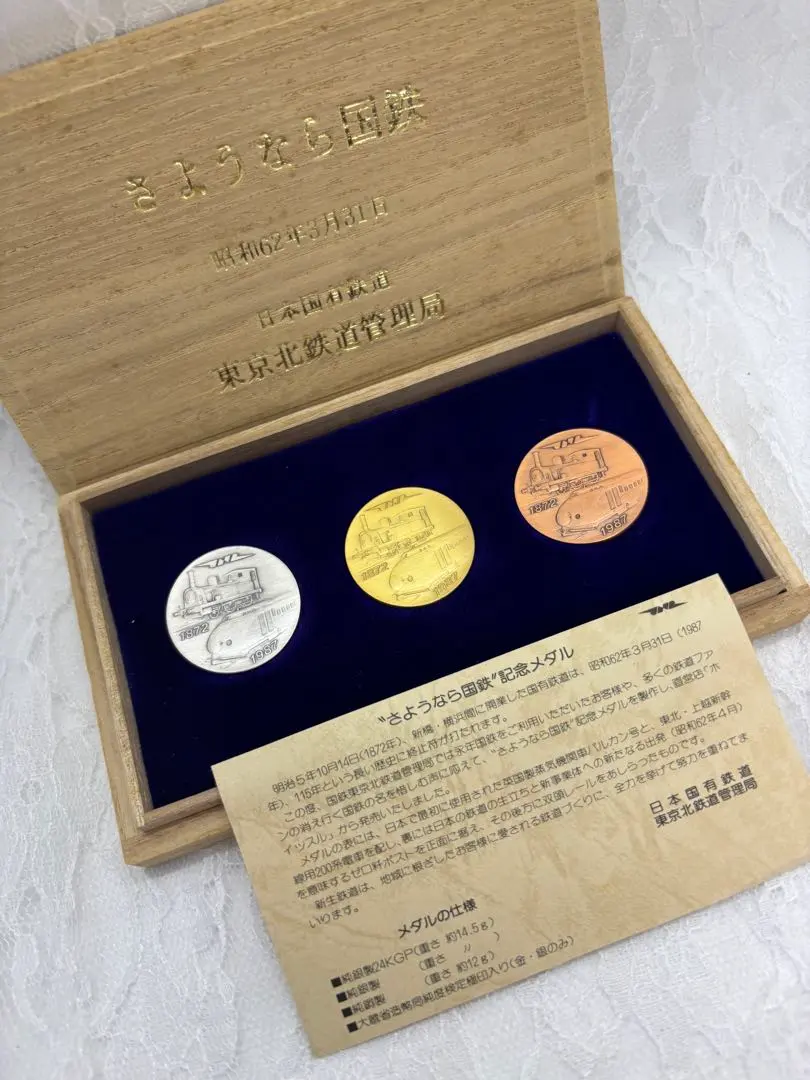 さようなら国鉄
昭和62年3月31日
日本国有鉄道
東京北鉄道管理局
JNR
1872
1987
JNR
1872
1987
JNR
1872
1987
JNR
“さようなら国鉄”記念メダル
明治5年10月14日(1872年)、新橋・横浜間に開業した国有鉄道は、昭和62年3月31日(1987
年)、115年という長い歴史に終止符が打たれます。
この度、国鉄東京北鉄道管理局では永年国鉄をご利用いただいたお客様や、多くの鉄道ファ
ンの消え行く国鉄の名を惜しむ声に応えて、“さようなら国鉄”記念メダルを製作し、直営店「ホ
イッスル」から発売いたしました。
メダルの表には、日本で最初に使用された英国製蒸気機関車バルカン号と、東北・上越新幹
線用200系電車を配し、裏には日本の鉄道の生立ちと新事業体への新たなる出発(昭和62年4月)
を意味するゼロ粁ポストを正面に据え、その後方に双頭レールをあしらったものです。
新生鉄道は、地域に根ざしたお客様に愛される鉄道づくりに、全力を挙げて努力を重ねてま
いります。
日本国有鉄道
東京北鉄道管理局
メダルの仕様
■純銀製24KGP(重さ 約14.5g)
■純銀製 (重さ 〃 )
■純銅製 (重さ 約12g)
■大蔵省造幣局純度検定極印入り(金・銀のみ)